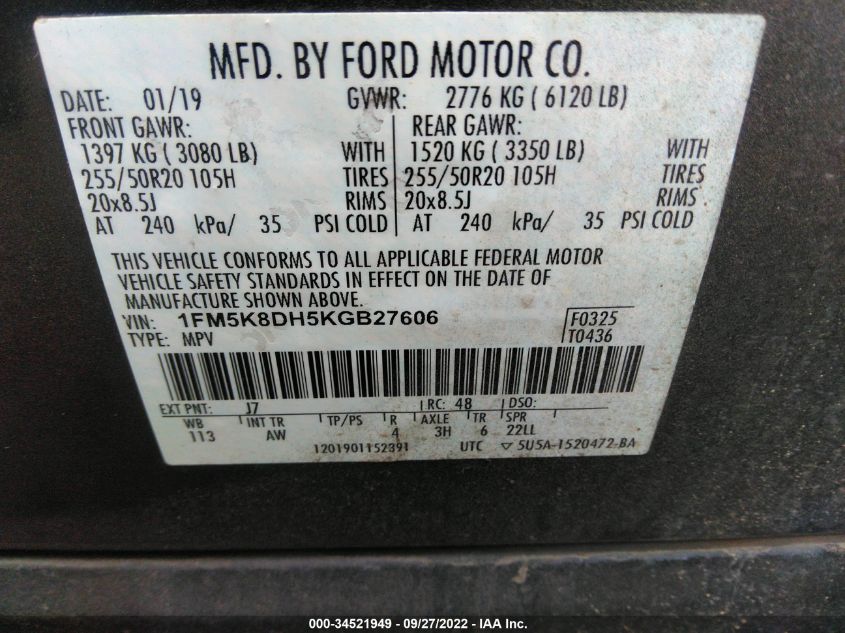 MFD. BY FORD MOTOR CO.
DATE: 01/19 GVWR: 2776 KG ( 6120 LB)
FRONT GAWR: REAR GAWR:
1397 KG ( 3080 LB) WITH 1520 KG ( 3350 LB) WITH
255/50R20 105H TIRES 255/50R20 105H TIRES
20x8.5J RIMS 20x8.5J RIMS
AT 240 kPa/ 35 PSI COLD AT 240 kPa/ 35 PSI COLD
THIS VEHICLE CONFORMS TO ALL APPLICABLE FEDERAL MOTOR
VEHICLE SAFETY STANDARDS IN EFFECT ON THE DATE OF
MANUFACTURE SHOWN ABOVE.
VIN: 1FM5K8DH5KGB27606 F0325
TYPE: MPV T0436
EXT PNT: J7 RC: 48 DSO:
WB INT TR TP/PS R AXLE TR SPR
113 AW 4 3H 6 22LL
1201901152391 UTC ▽ 5U5A-1520472-BA
000-34521949 - 09/27/2022 - IAA Inc.